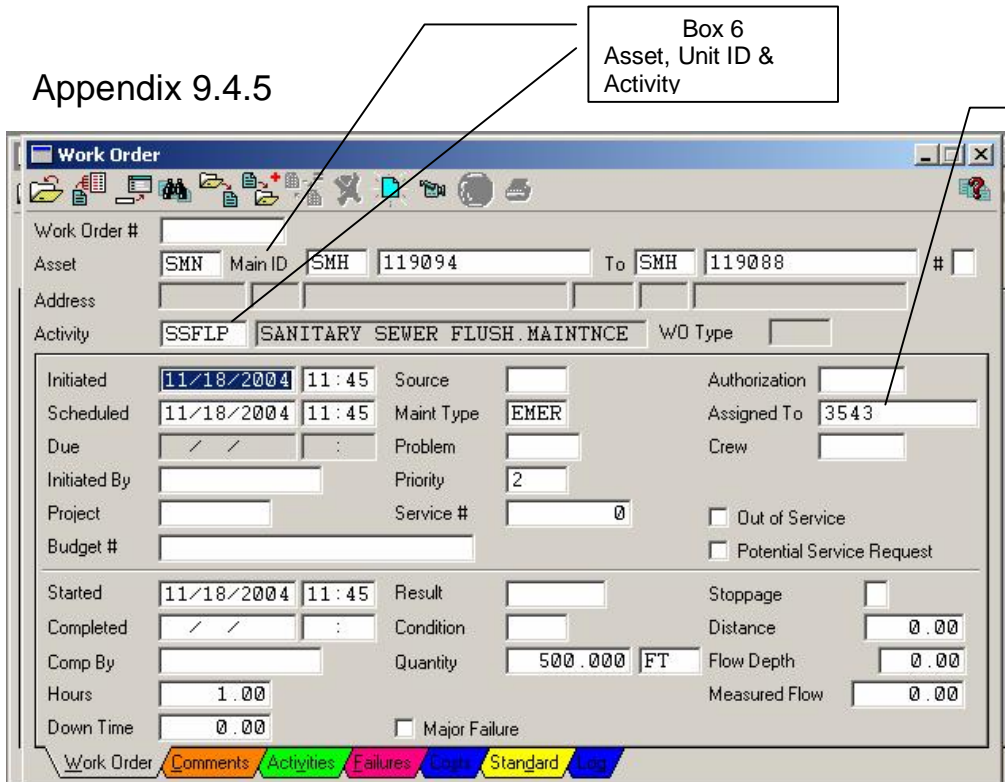 Box 6
Asset, Unit ID &
Activity
Appendix 9.4.5
Work Order
Work Order #
Asset SMN Main ID SMH 119094 To SMH 119088 #
Address
Activity SSFLP SANITARY SEWER FLUSH.MAINTNCE WO Type
Initiated 11/18/2004 11:45 Source Authorization
Scheduled 11/18/2004 11:45 Maint Type EMER Assigned To 3543
Due / / : Problem Crew
Initiated By Priority 2
Project Service # 0 Out of Service
Budget # Potential Service Request
Started 11/18/2004 11:45 Result Stoppage
Completed / / : Condition Distance 0.00
Comp By Quantity 500.000 FT Flow Depth 0.00
Hours 1.00 Measured Flow 0.00
Down Time 0.00 Major Failure
Work Order Comments Activities Failures Costs Standard Log